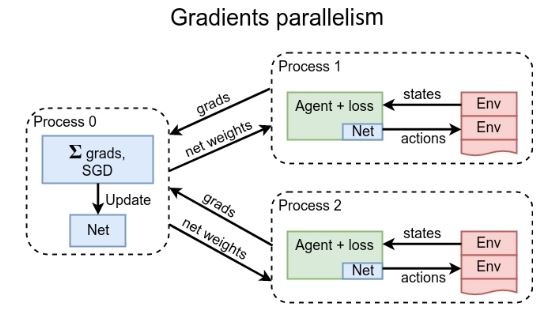 Gradients parallelism
Process 0
Σ grads,
SGD
Update
Net
grads
net weights
grads
net weights
Process 1
Agent + loss
Net
states
actions
Env
Env
Process 2
Agent + loss
Net
states
actions
Env
Env